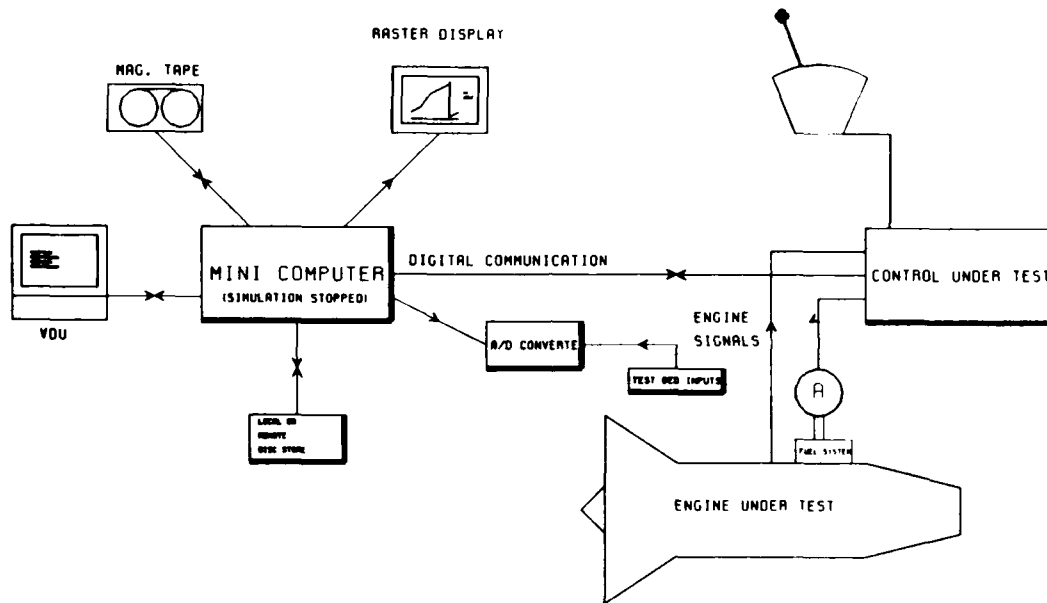 RASTER DISPLAY
MAG. TAPE
MINI COMPUTER
(SIMULATION STOPPED)
DIGITAL COMMUNICATION
CONTROL UNDER TEST
VDU
ENGINE
SIGNALS
A/D CONVERTE
TEST BED INPUTS
A
LOCAL OR
REMOTE
DISC STORE
FUEL SYSTEM
ENGINE UNDER TEST